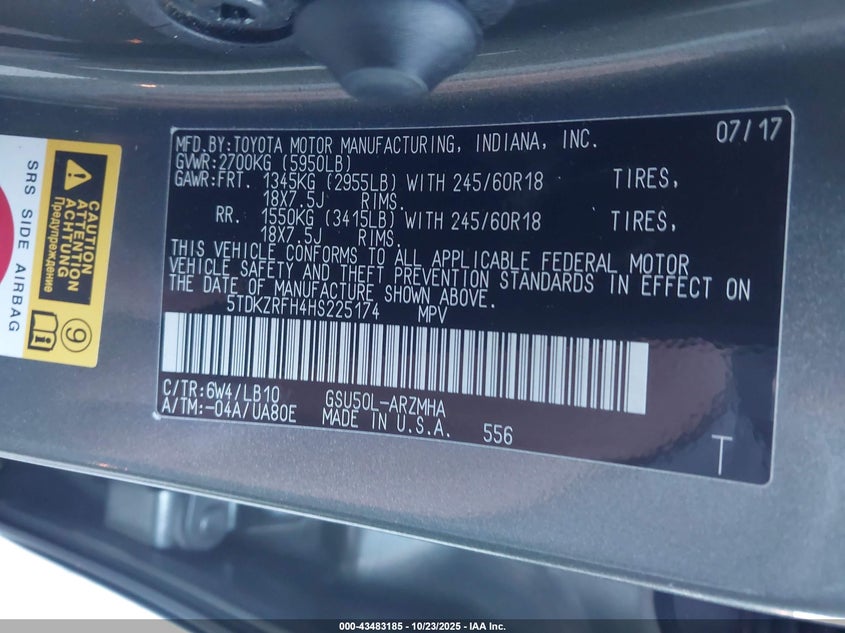 MFD.BY:TOYOTA MOTOR MANUFACTURING, INDIANA, INC. 07/17
GVWR:2700KG (5950LB)
GAWR:FRT. 1345KG (2955LB) WITH 245/60R18 TIRES,
18X7.5J RIMS.
RR. 1550KG (3415LB) WITH 245/60R18 TIRES,
18X7.5J RIMS.
THIS VEHICLE CONFORMS TO ALL APPLICABLE FEDERAL MOTOR
VEHICLE SAFETY AND THEFT PREVENTION STANDARDS IN EFFECT ON
THE DATE OF MANUFACTURE SHOWN ABOVE.
5TDKZRFH4HS225174 MPV
C/TR:6W4/LB10 GSU50L-ARZMHA
A/TM:-04A/UA80E MADE IN U.S.A. 556
T
SRS SIDE AIRBAG
CAUTION
ATTENTION
ACHTUNG
Предупреждение
9
000-43483185 - 10/23/2025 - IAA Inc.